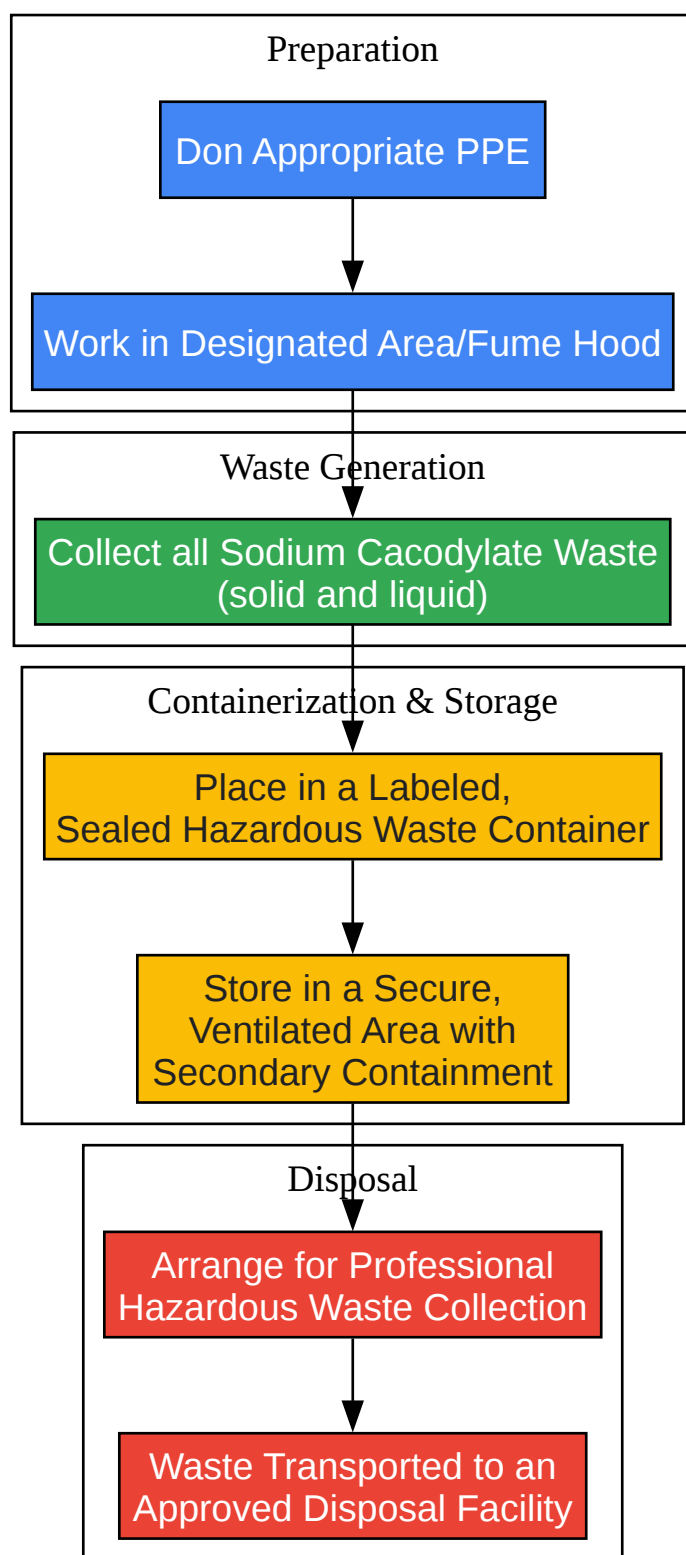 Preparation
Don Appropriate PPE
Work in Designated Area/Fume Hood
Waste Generation
Collect all Sodium Cacodylate Waste
(solid and liquid)
Containerization & Storage
Place in a Labeled,
Sealed Hazardous Waste Container
Store in a Secure,
Ventilated Area with
Secondary Containment
Disposal
Arrange for Professional
Hazardous Waste Collection
Waste Transported to an
Approved Disposal Facility